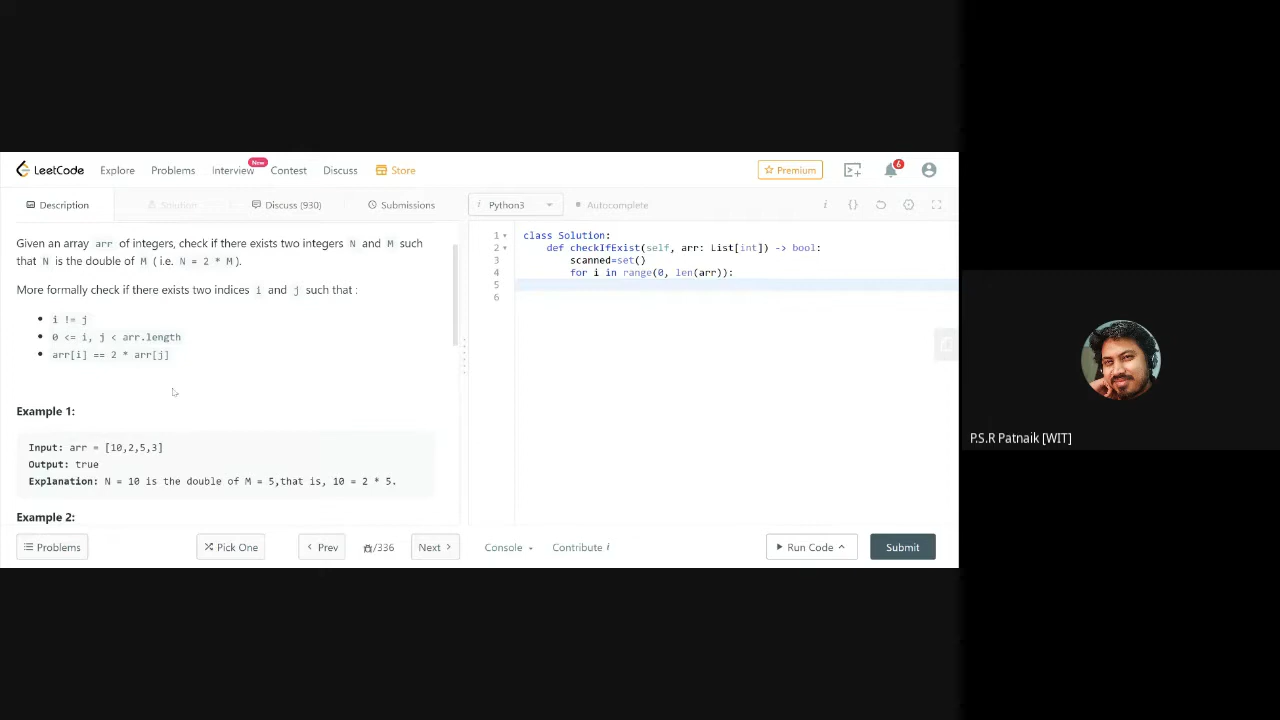 LeetCode Explore Problems Interview New Contest Discuss Store Premium 6
Description Solution Discuss (930) Submissions i Python3 Autocomplete i {}
Given an array arr of integers, check if there exists two integers N and M such
that N is the double of M ( i.e. N = 2 * M).
More formally check if there exists two indices i and j such that :
i != j
0 <= i, j < arr.length
arr[i] == 2 * arr[j]
Example 1:
Input: arr = [10,2,5,3]
Output: true
Explanation: N = 10 is the double of M = 5,that is, 10 = 2 * 5.
Example 2:
1 class Solution:
2 def checkIfExist(self, arr: List[int]) -> bool:
3 scanned=set()
4 for i in range(0, len(arr)):
5
6
Problems Pick One Prev /336 Next Console Contribute i Run Code Submit
P.S.R Patnaik [WIT]